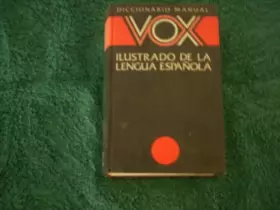 DICCIONARIO MANUAL
VOX
ILUSTRADO DE LA
LENGUA ESPAÑOLA